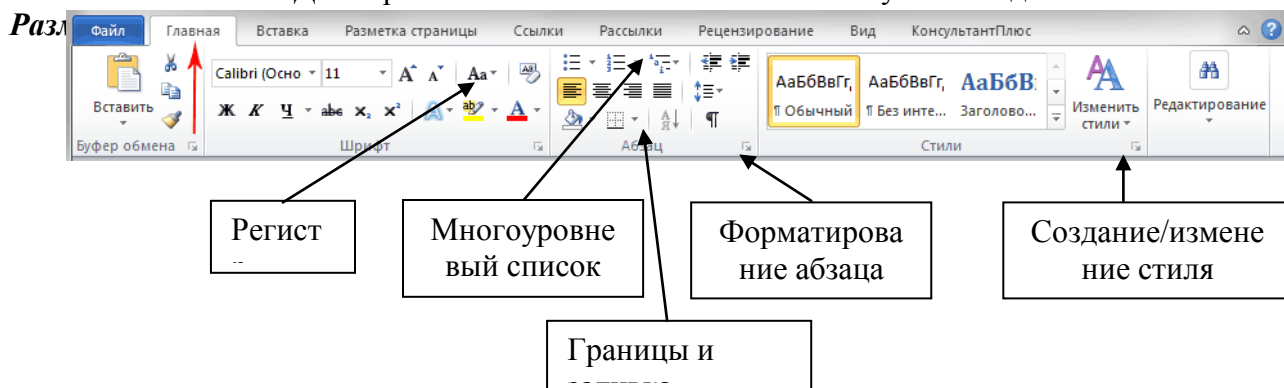 Файл Главная Вставка Разметка страницы Ссылки Рассылки Рецензирование Вид КонсультантПлюс
Calibri (Осно 11 Аа
Вставить Ж К Ч abc x₂ x² ab А
АаБбВвГг, АаБбВвГг, АаБбВ
¶ Обычный ¶ Без инте... Заголово...
Изменить стили
Редактирование
Буфер обмена Шрифт Абзац Стили
Регист
Многоуровне
вый список
Форматирова
ние абзаца
Создание/измене
ние стиля
Границы и